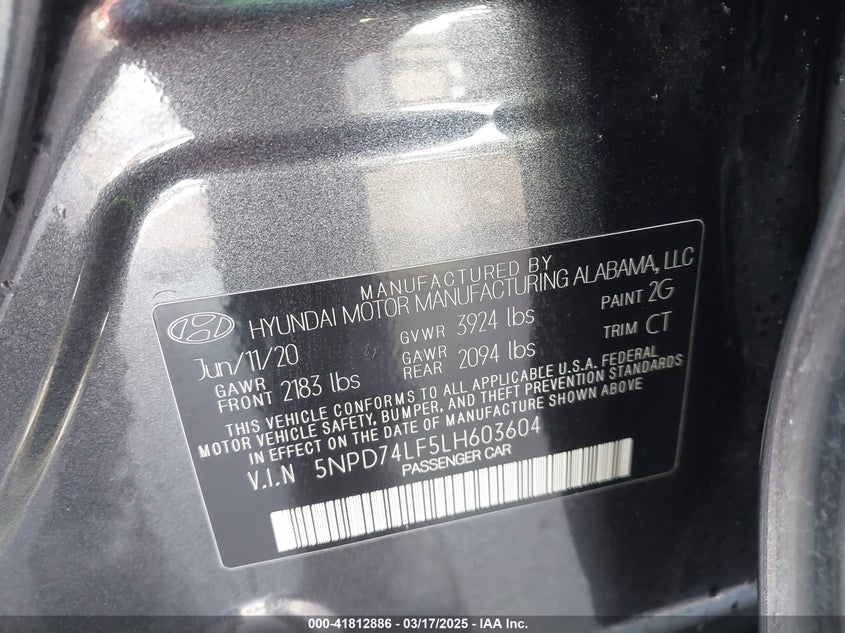 MANUFACTURED BY
HYUNDAI MOTOR MANUFACTURING ALABAMA, LLC
Jun/11/20 GVWR 3924 lbs PAINT 2G
GAWR FRONT 2183 lbs GAWR REAR 2094 lbs TRIM CT
THIS VEHICLE CONFORMS TO ALL APPLICABLE U.S.A. FEDERAL
MOTOR VEHICLE SAFETY, BUMPER, AND THEFT PREVENTION STANDARDS
IN EFFECT ON THE DATE OF MANUFACTURE SHOWN ABOVE
V.I.N 5NPD74LF5LH603604
PASSENGER CAR
000-41812886 - 03/17/2025 - IAA Inc.